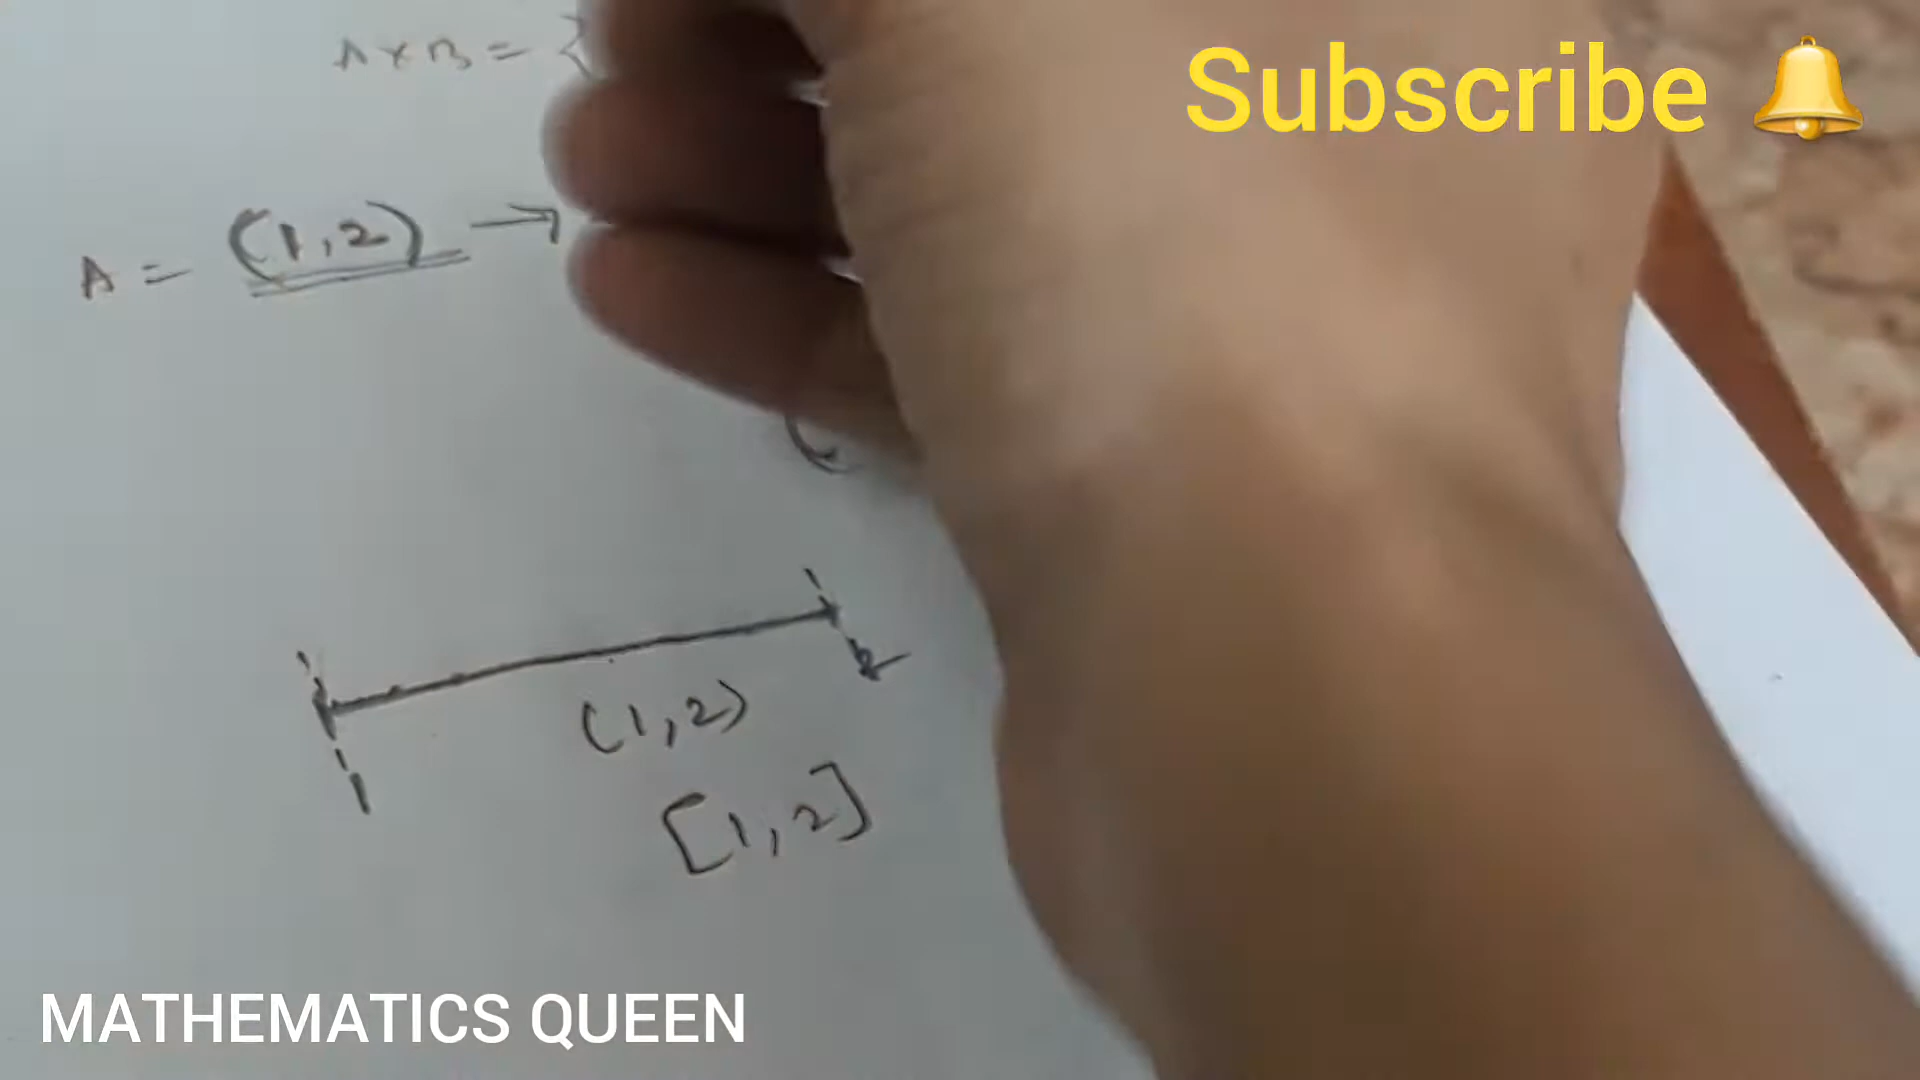 A × B = {
Subscribe 🔔
A = (1,2) →
2
(1,2)
1
[1,2]
MATHEMATICS QUEEN